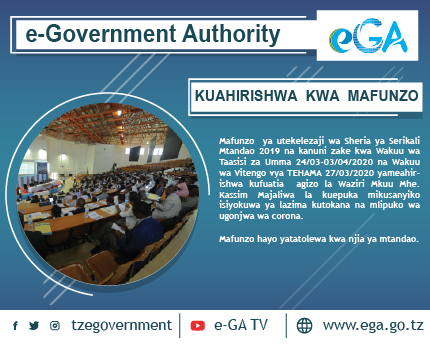 e-Government Authority
eGA
KUAHIRISHWA KWA MAFUNZO
Mafunzo ya utekelezaji wa Sheria ya Serikali
Mtandao 2019 na kanuni zake kwa Wakuu wa
Taasisi za Umma 24/03-03/04/2020 na Wakuu
wa Vitengo vya TEHAMA 27/03/2020 yameahir-
ishwa kufuatia agizo la Waziri Mkuu Mhe.
Kassim Majaliwa la kuepuka mikusanyiko
isiyokuwa ya lazima kutokana na mlipuko wa
ugonjwa wa corona.
Mafunzo hayo yatatolewa kwa njia ya mtandao.
tzegovernment
e-GA TV
www.ega.go.tz